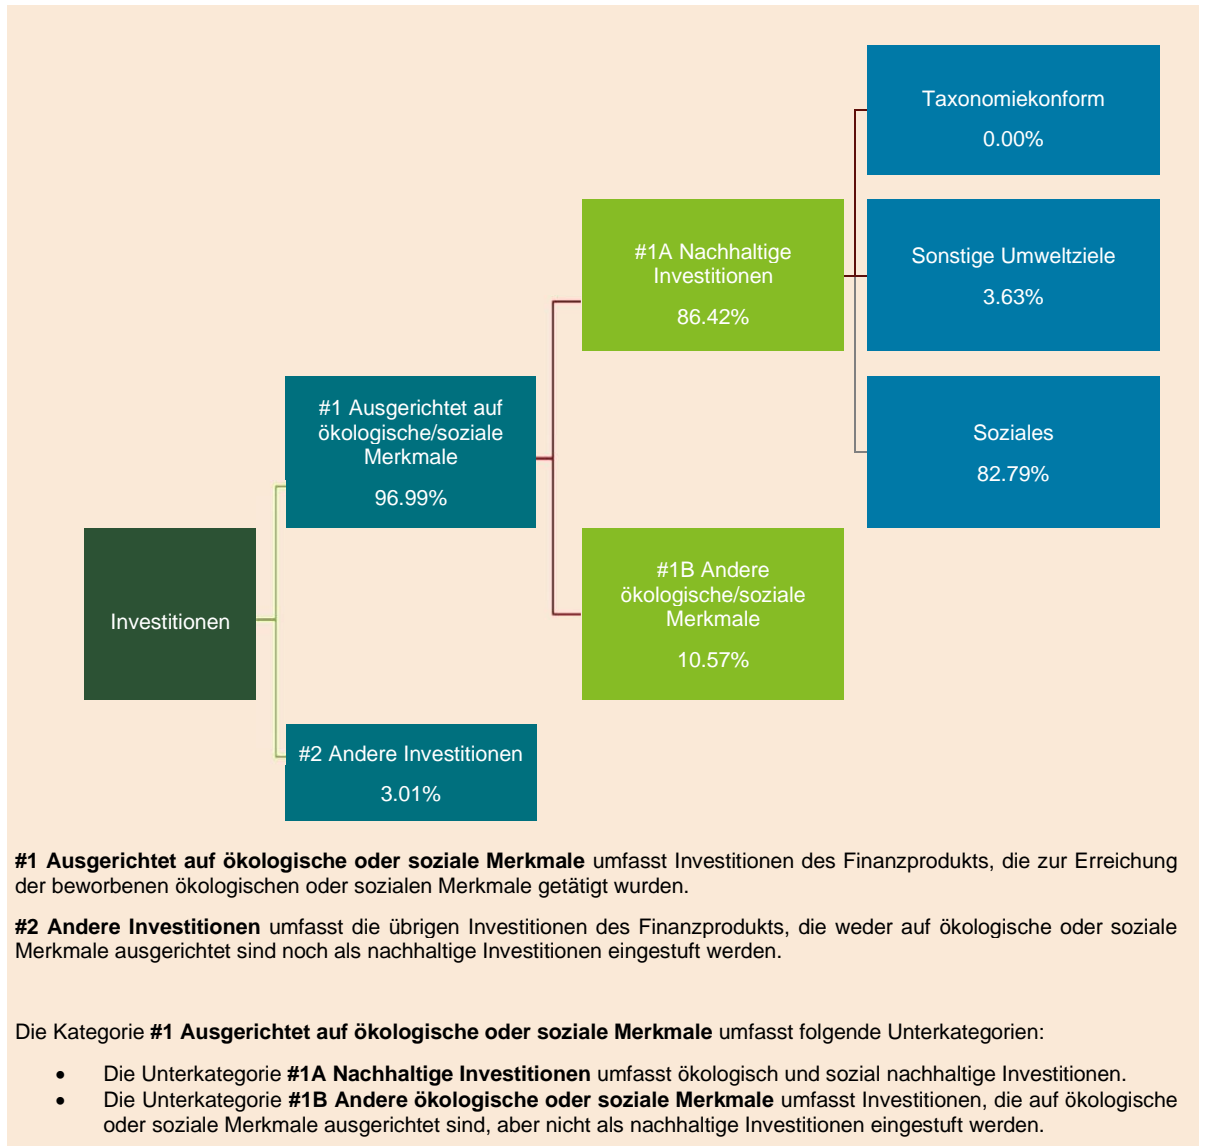 Taxonomiekonform
0.00%
#1A Nachhaltige
Investitionen
86.42%
Sonstige Umweltziele
3.63%
#1 Ausgerichtet auf
ökologische/soziale
Merkmale
96.99%
Soziales
82.79%
Investitionen
#1B Andere
ökologische/soziale
Merkmale
10.57%
#2 Andere Investitionen
3.01%
#1 Ausgerichtet auf ökologische oder soziale Merkmale umfasst Investitionen des Finanzprodukts, die zur Erreichung
der beworbenen ökologischen oder sozialen Merkmale getätigt wurden.
#2 Andere Investitionen umfasst die übrigen Investitionen des Finanzprodukts, die weder auf ökologische oder soziale
Merkmale ausgerichtet sind noch als nachhaltige Investitionen eingestuft werden.
Die Kategorie #1 Ausgerichtet auf ökologische oder soziale Merkmale umfasst folgende Unterkategorien:
• Die Unterkategorie #1A Nachhaltige Investitionen umfasst ökologisch und sozial nachhaltige Investitionen.
• Die Unterkategorie #1B Andere ökologische oder soziale Merkmale umfasst Investitionen, die auf ökologische
oder soziale Merkmale ausgerichtet sind, aber nicht als nachhaltige Investitionen eingestuft werden.